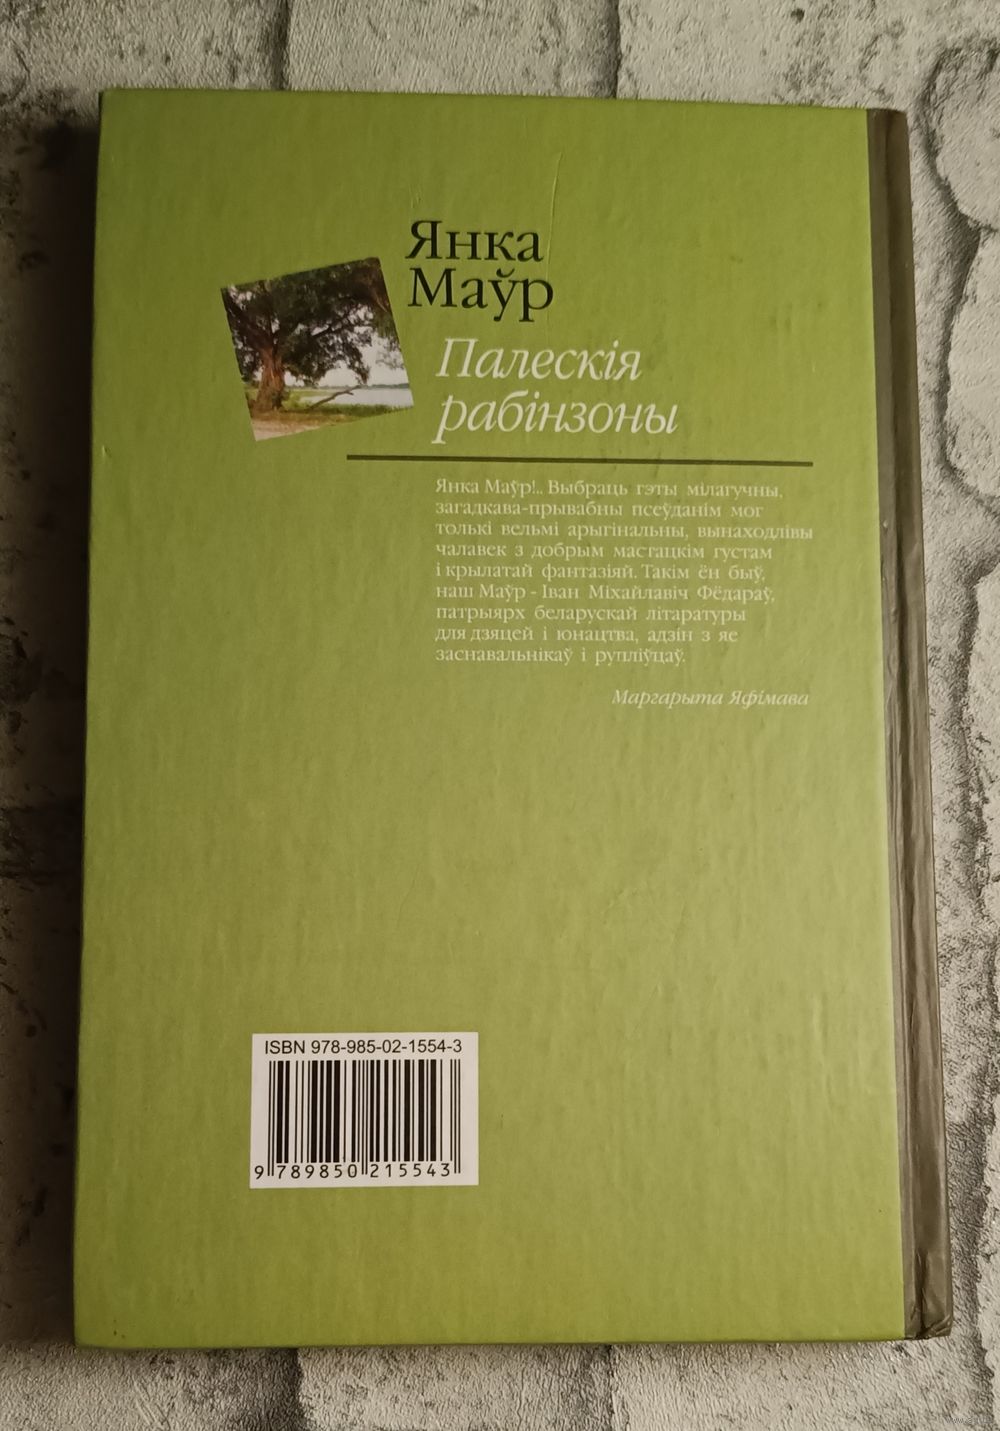 Янка
Маўр
Палескія
рабінзоны
Янка Маўр!.. Выбраць гэты мілагучны,
загадкава-прывабны псеўданім мог
толькі вельмі арыгінальны, вынаходлівы
чалавек з добрым мастацкім густам
і крылатай фантазіяй. Такім ён быў,
наш Маўр - Іван Міхайлавіч Фёдараў,
патрыярх беларускай літаратуры
для дзяцей і юнацтва, адзін з яе
заснавальнікаў і рупліўцаў.
Маргарыта Яфімава
ISBN 978-985-02-1554-3
9 789850 215543